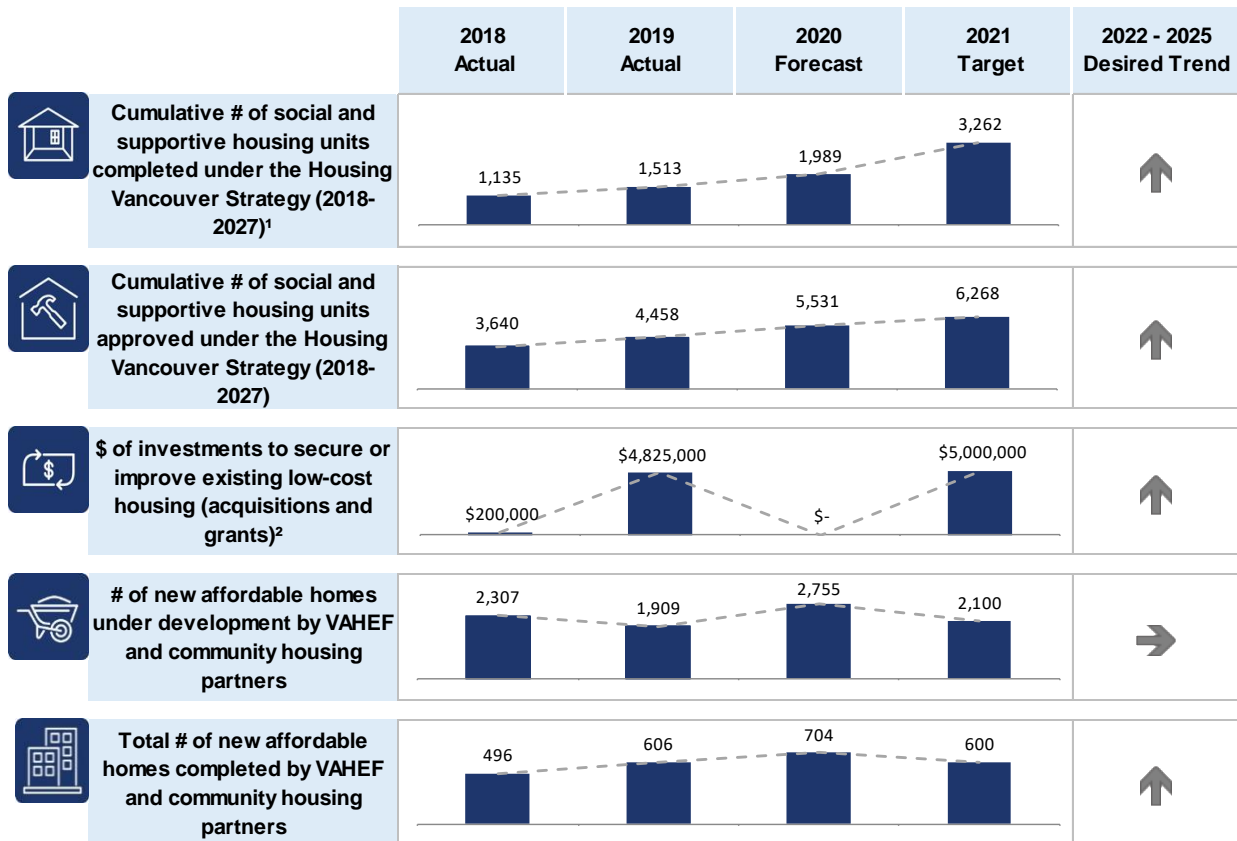 2018 Actual
2019 Actual
2020 Forecast
2021 Target
2022 - 2025 Desired Trend
Cumulative # of social and
supportive housing units
completed under the Housing
Vancouver Strategy (2018-
2027)¹
1,135
1,513
1,989
3,262
Cumulative # of social and
supportive housing units
approved under the Housing
Vancouver Strategy (2018-
2027)
3,640
4,458
5,531
6,268
$ of investments to secure or
improve existing low-cost
housing (acquisitions and
grants)²
$200,000
$4,825,000
$-
$5,000,000
# of new affordable homes
under development by VAHEF
and community housing
partners
2,307
1,909
2,755
2,100
Total # of new affordable
homes completed by VAHEF
and community housing
partners
496
606
704
600